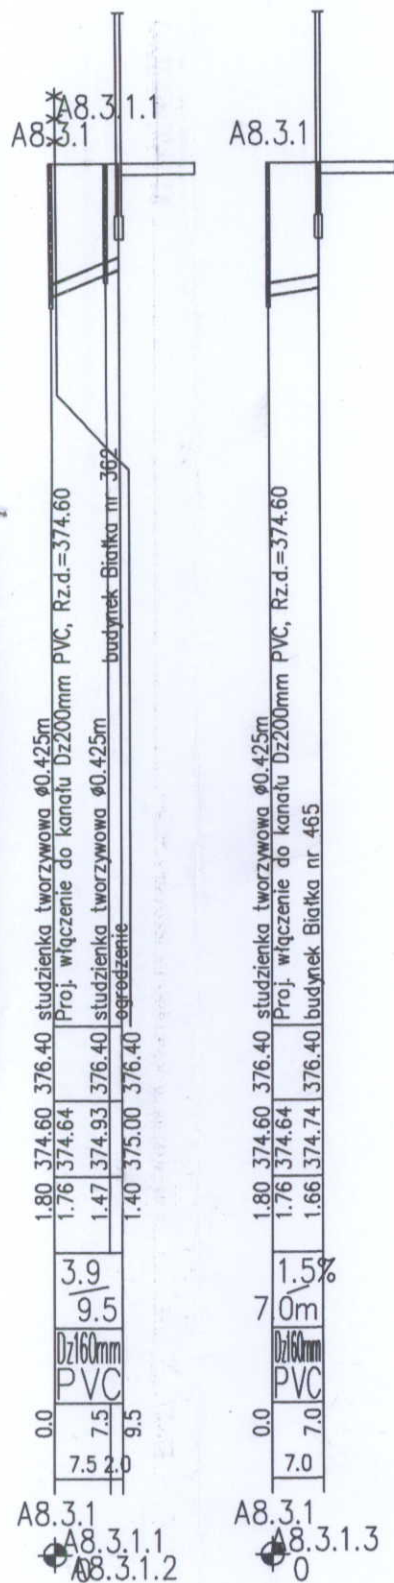 A8.3.1.1
A8.3.1
studzienka tworzywowa ø0.425m
Proj. włączenie do kanału Dz200mm PVC, Rz.d.=374.60
studzienka tworzywowa ø0.425m
budynek Białka nr 362
ogrodzenie
1.80 374.60 376.40
1.76 374.64
1.47 374.93 376.40
1.40 375.00 376.40
3.9
9.5
Dz160mm
PVC
0.0
7.5
9.5
7.5 2.0
A8.3.1
A8.3.1.1
A8.3.1.2
0
A8.3.1
studzienka tworzywowa ø0.425m
Proj. włączenie do kanału Dz200mm PVC, Rz.d.=374.60
budynek Białka nr 465
1.80 374.60 376.40
1.76 374.64
1.66 374.74 376.40
1.5%
7 0m
Dz160mm
PVC
0.0
7.0
7.0
A8.3.1
A8.3.1.3
0